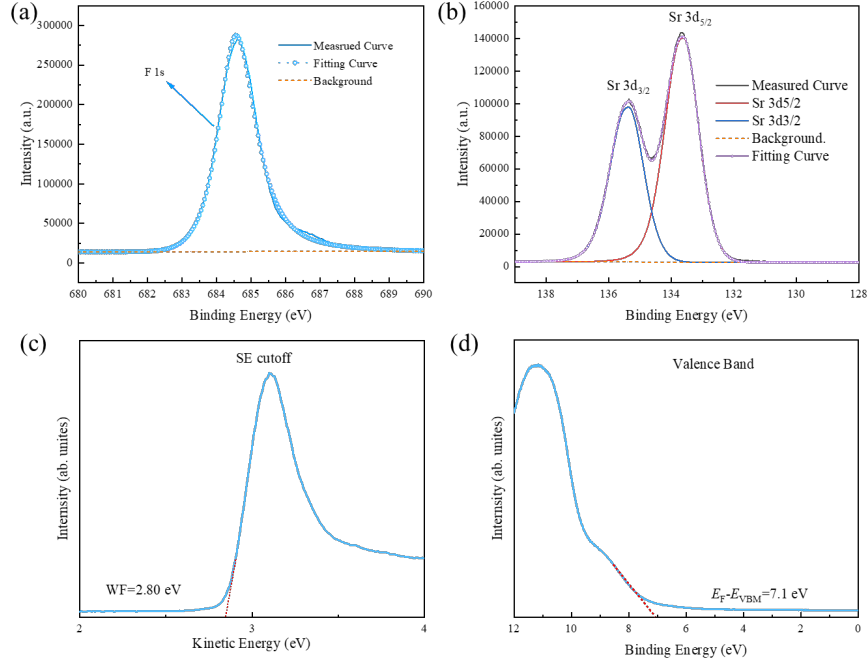 (a)
300000
250000
200000
150000
100000
50000
0
Intensity (a.u.)
F 1s
Measrued Curve
Fitting Curve
Background
680 681 682 683 684 685 686 687 688 689 690
Binding Energy (eV)
(b)
160000
140000
120000
100000
80000
60000
40000
20000
0
Intensity (a.u.)
Sr 3d5/2
Sr 3d3/2
Measured Curve
Sr 3d5/2
Sr 3d3/2
Background.
Fitting Curve
138 136 134 132 130 128
Binding Energy (eV)
(c)
SE cutoff
Internsity (ab. unites)
WF=2.80 eV
2 3 4
Kinetic Energy (eV)
(d)
Valence Band
Internsity (ab. unites)
EF-EVBM=7.1 eV
12 10 8 6 4 2 0
Binding Energy (eV)